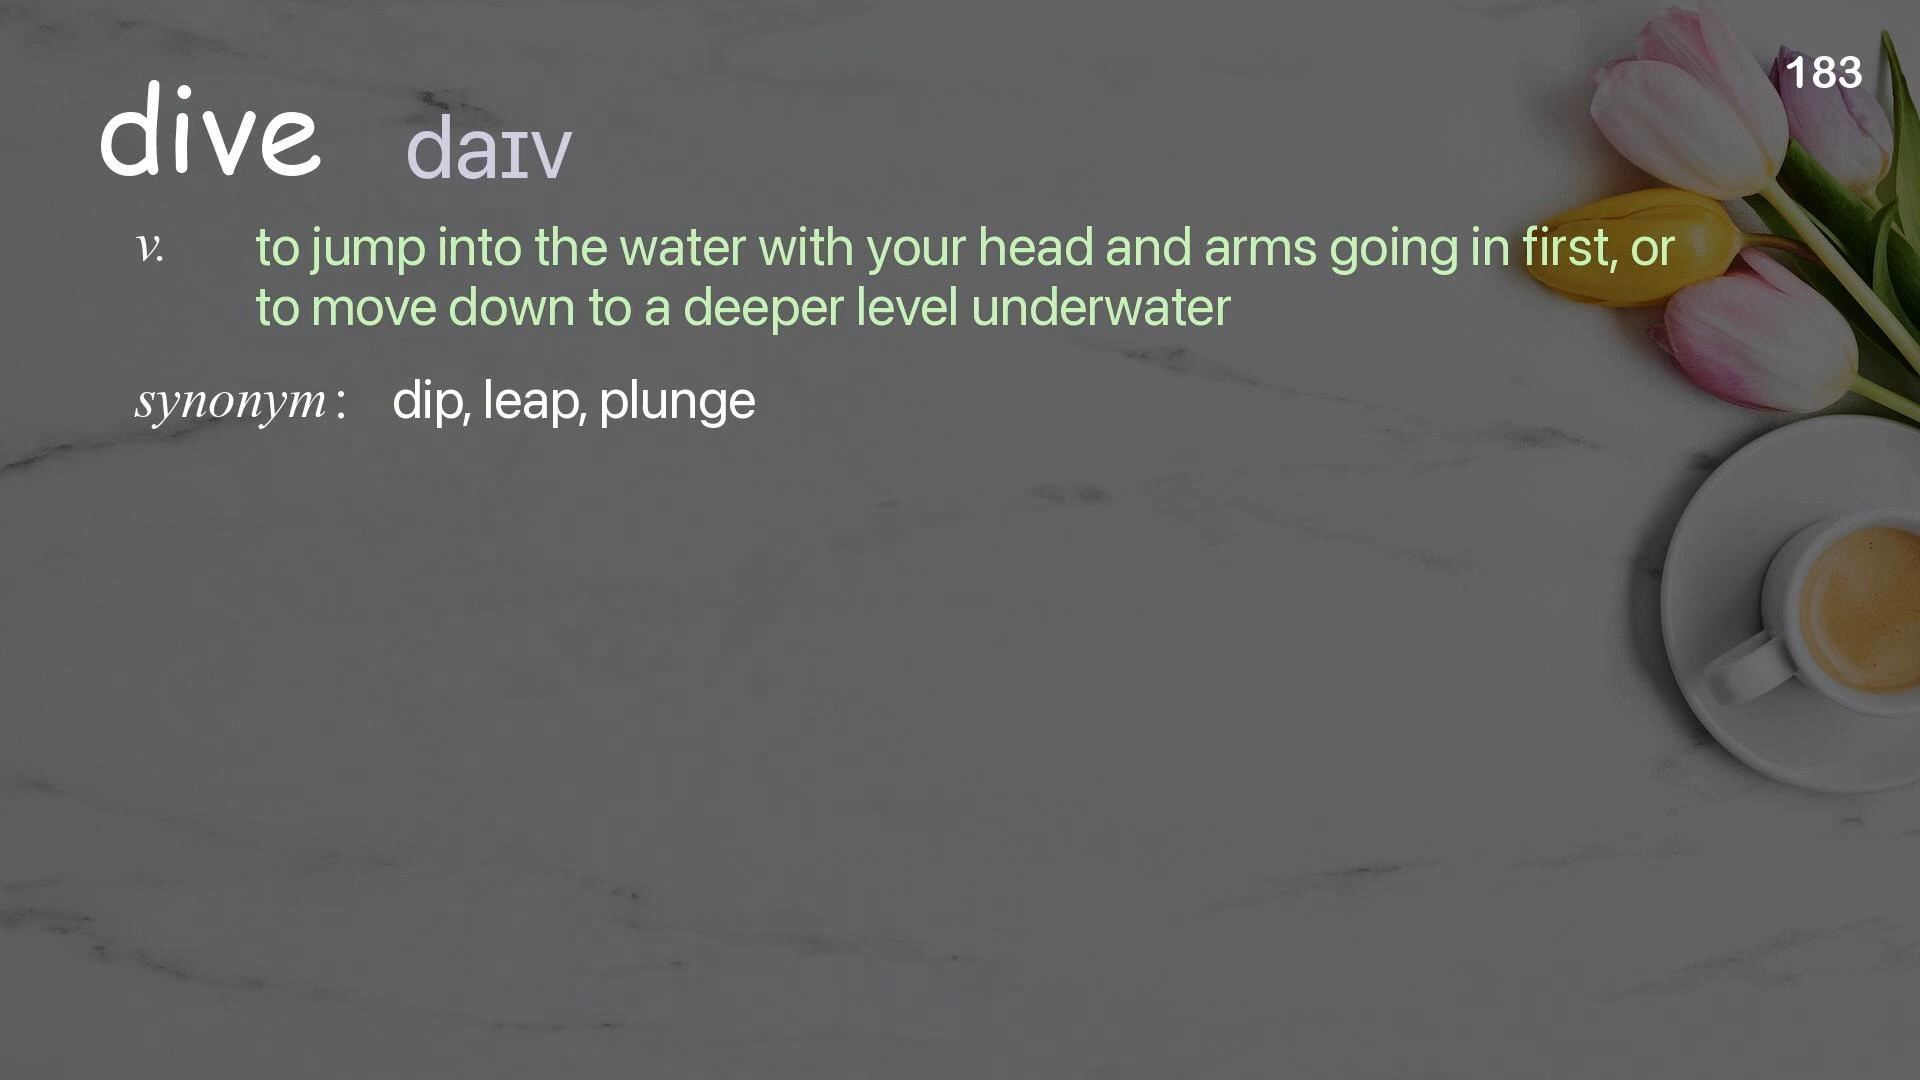 183
dive daɪv
v. to jump into the water with your head and arms going in first, or
to move down to a deeper level underwater
synonym: dip, leap, plunge